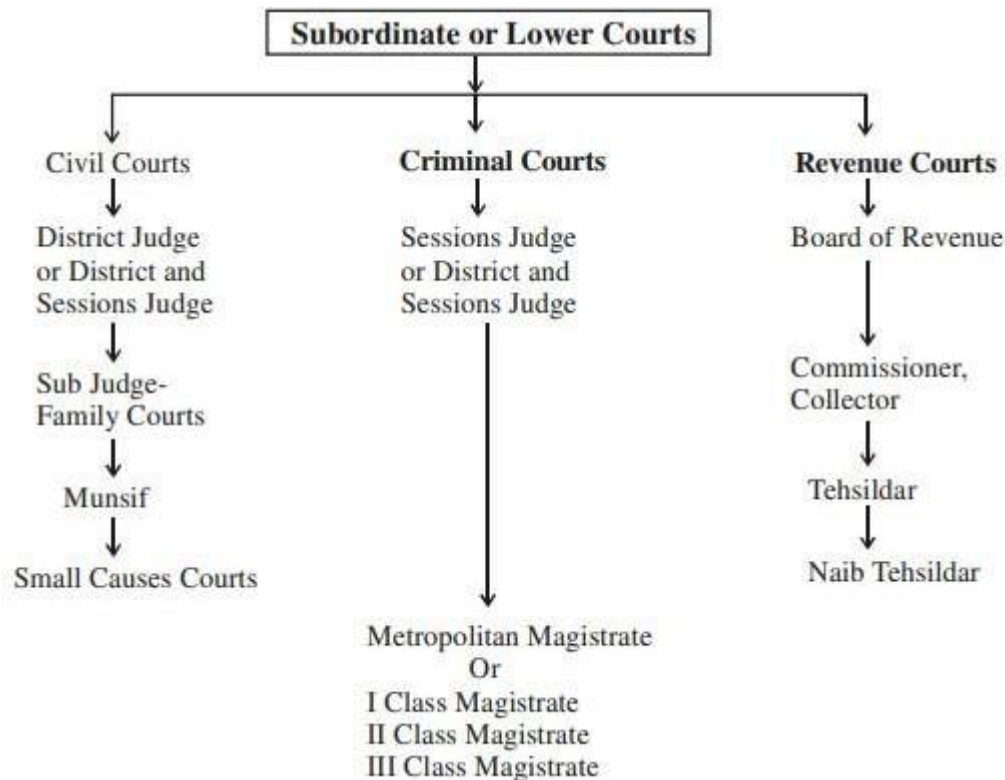 Subordinate or Lower Courts
Civil Courts
District Judge
or District and
Sessions Judge
Sub Judge-
Family Courts
Munsif
Small Causes Courts
Criminal Courts
Sessions Judge
or District and
Sessions Judge
Metropolitan Magistrate
Or
I Class Magistrate
II Class Magistrate
III Class Magistrate
Revenue Courts
Board of Revenue
Commissioner,
Collector
Tehsildar
Naib Tehsildar